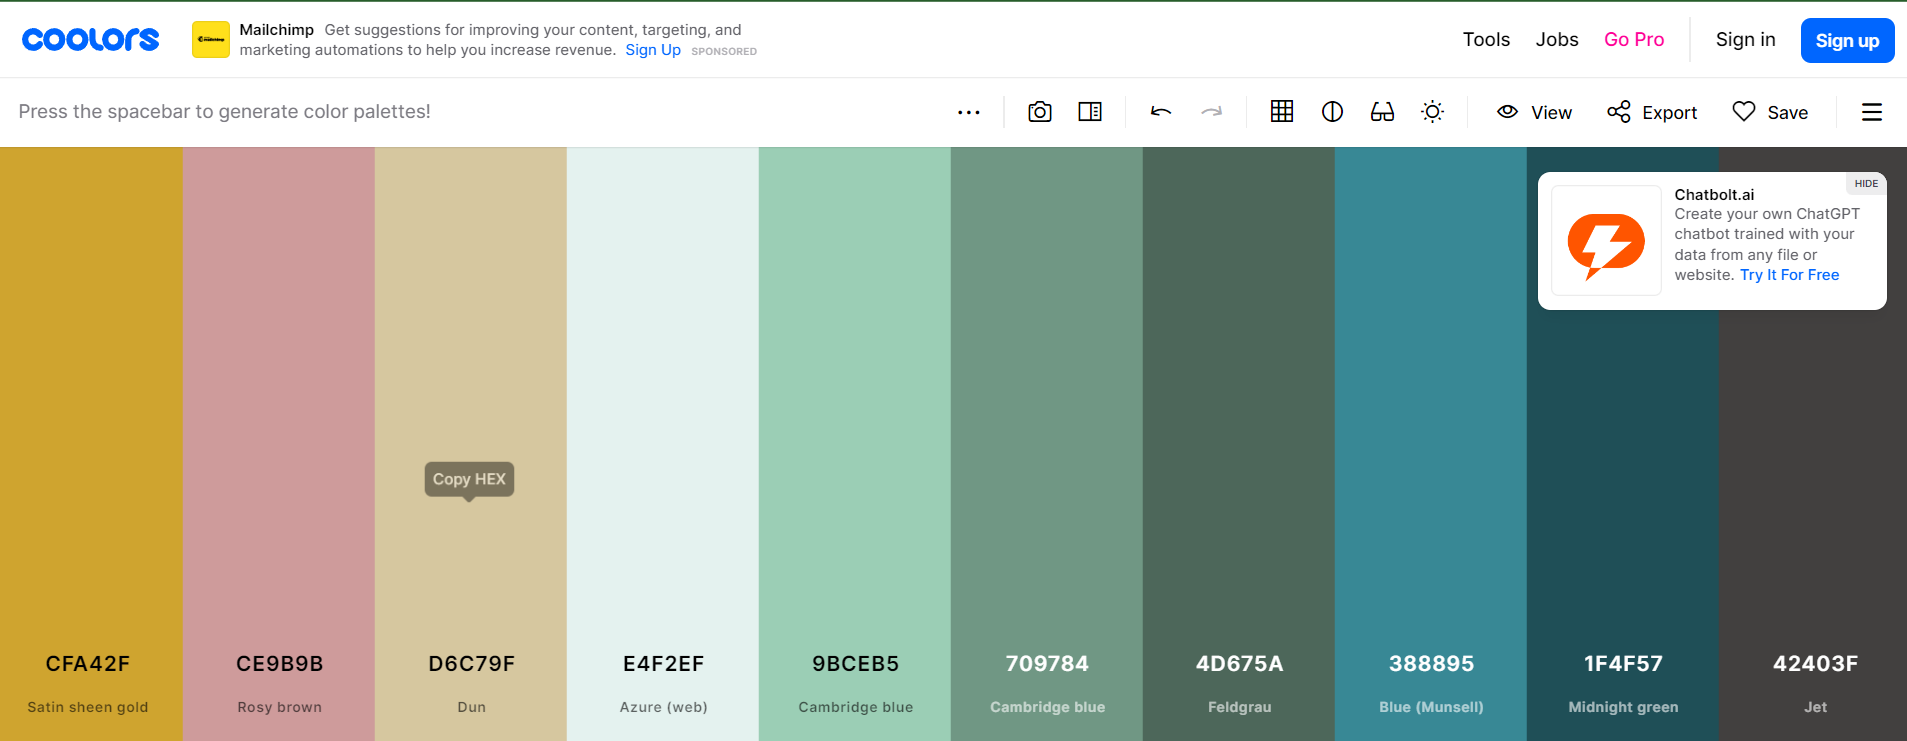 coolors
Mailchimp Get suggestions for improving your content, targeting, and
marketing automations to help you increase revenue. Sign Up SPONSORED
Tools Jobs Go Pro Sign in Sign up
Press the spacebar to generate color palettes!
View Export Save
HIDE
Chatbolt.ai
Create your own ChatGPT
chatbot trained with your
data from any file or
website. Try It For Free
Copy HEX
CFA42F CE9B9B D6C79F E4F2EF 9BCEB5 709784 4D675A 388895 1F4F57 42403F
Satin sheen gold Rosy brown Dun Azure (web) Cambridge blue Cambridge blue Feldgrau Blue (Munsell) Midnight green Jet